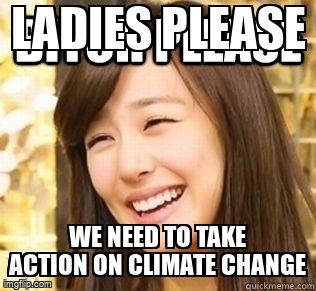 LADIES PLEASE
WE NEED TO TAKE
ACTION ON CLIMATE CHANGE
imgflip.com
quickmeme.com